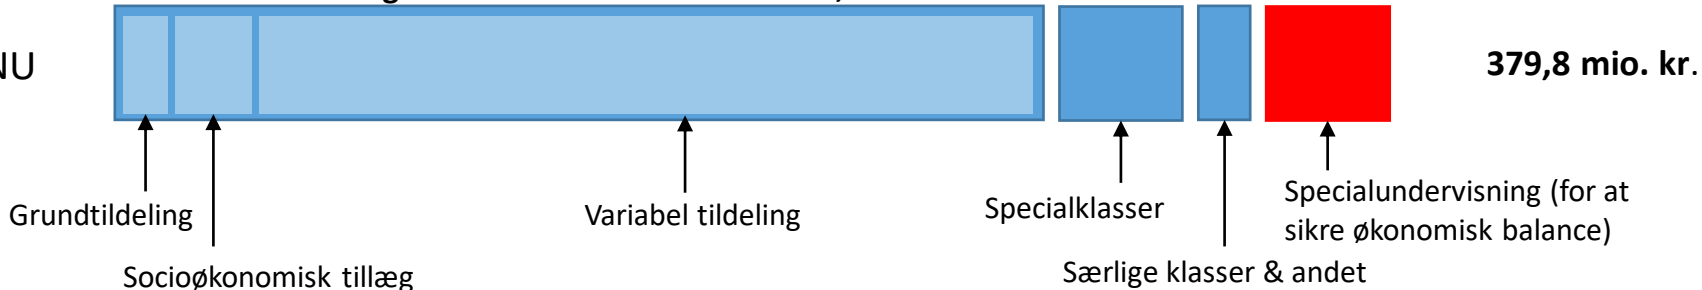 NU
379,8 mio. kr.
Grundtildeling
Variabel tildeling
Specialklasser
Specialundervisning (for at
sikre økonomisk balance)
Socioøkonomisk tillæg
Særlige klasser & andet